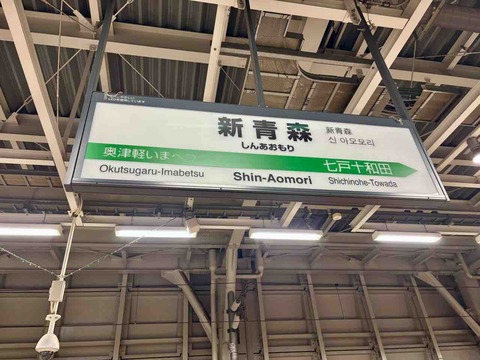 新青森
しんあおもり
新青森
신 아오모리
奥津軽いまべつ
七戸十和田
Okutsugaru-Imabetsu
Shin-Aomori
Shichinohe-Towada